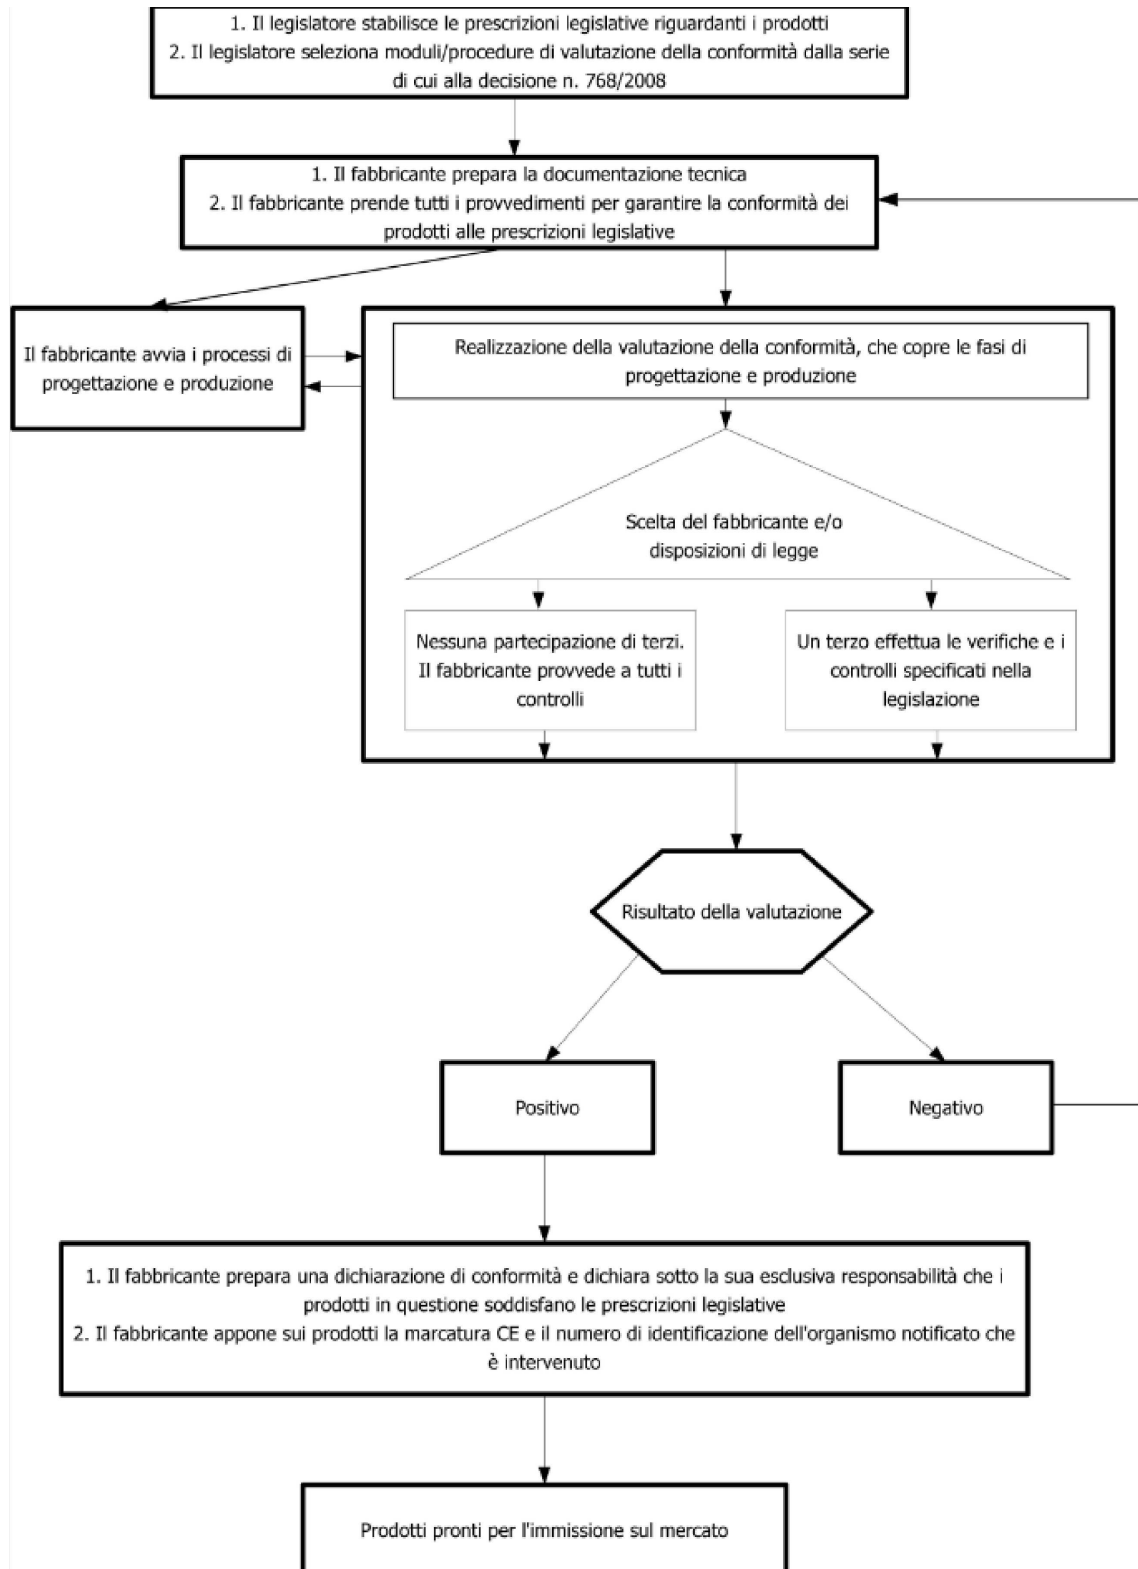 1. Il legislatore stabilisce le prescrizioni legislative riguardanti i prodotti
2. Il legislatore seleziona moduli/procedure di valutazione della conformità dalla serie
di cui alla decisione n. 768/2008
1. Il fabbricante prepara la documentazione tecnica
2. Il fabbricante prende tutti i provvedimenti per garantire la conformità dei
prodotti alle prescrizioni legislative
Il fabbricante avvia i processi di
progettazione e produzione
Realizzazione della valutazione della conformità, che copre le fasi di
progettazione e produzione
Scelta del fabbricante e/o
disposizioni di legge
Nessuna partecipazione di terzi.
Il fabbricante provvede a tutti i
controlli
Un terzo effettua le verifiche e i
controlli specificati nella
legislazione
Risultato della valutazione
Positivo
Negativo
1. Il fabbricante prepara una dichiarazione di conformità e dichiara sotto la sua esclusiva responsabilità che i
prodotti in questione soddisfano le prescrizioni legislative
2. Il fabbricante appone sui prodotti la marcatura CE e il numero di identificazione dell'organismo notificato che
è intervenuto
Prodotti pronti per l'immissione sul mercato